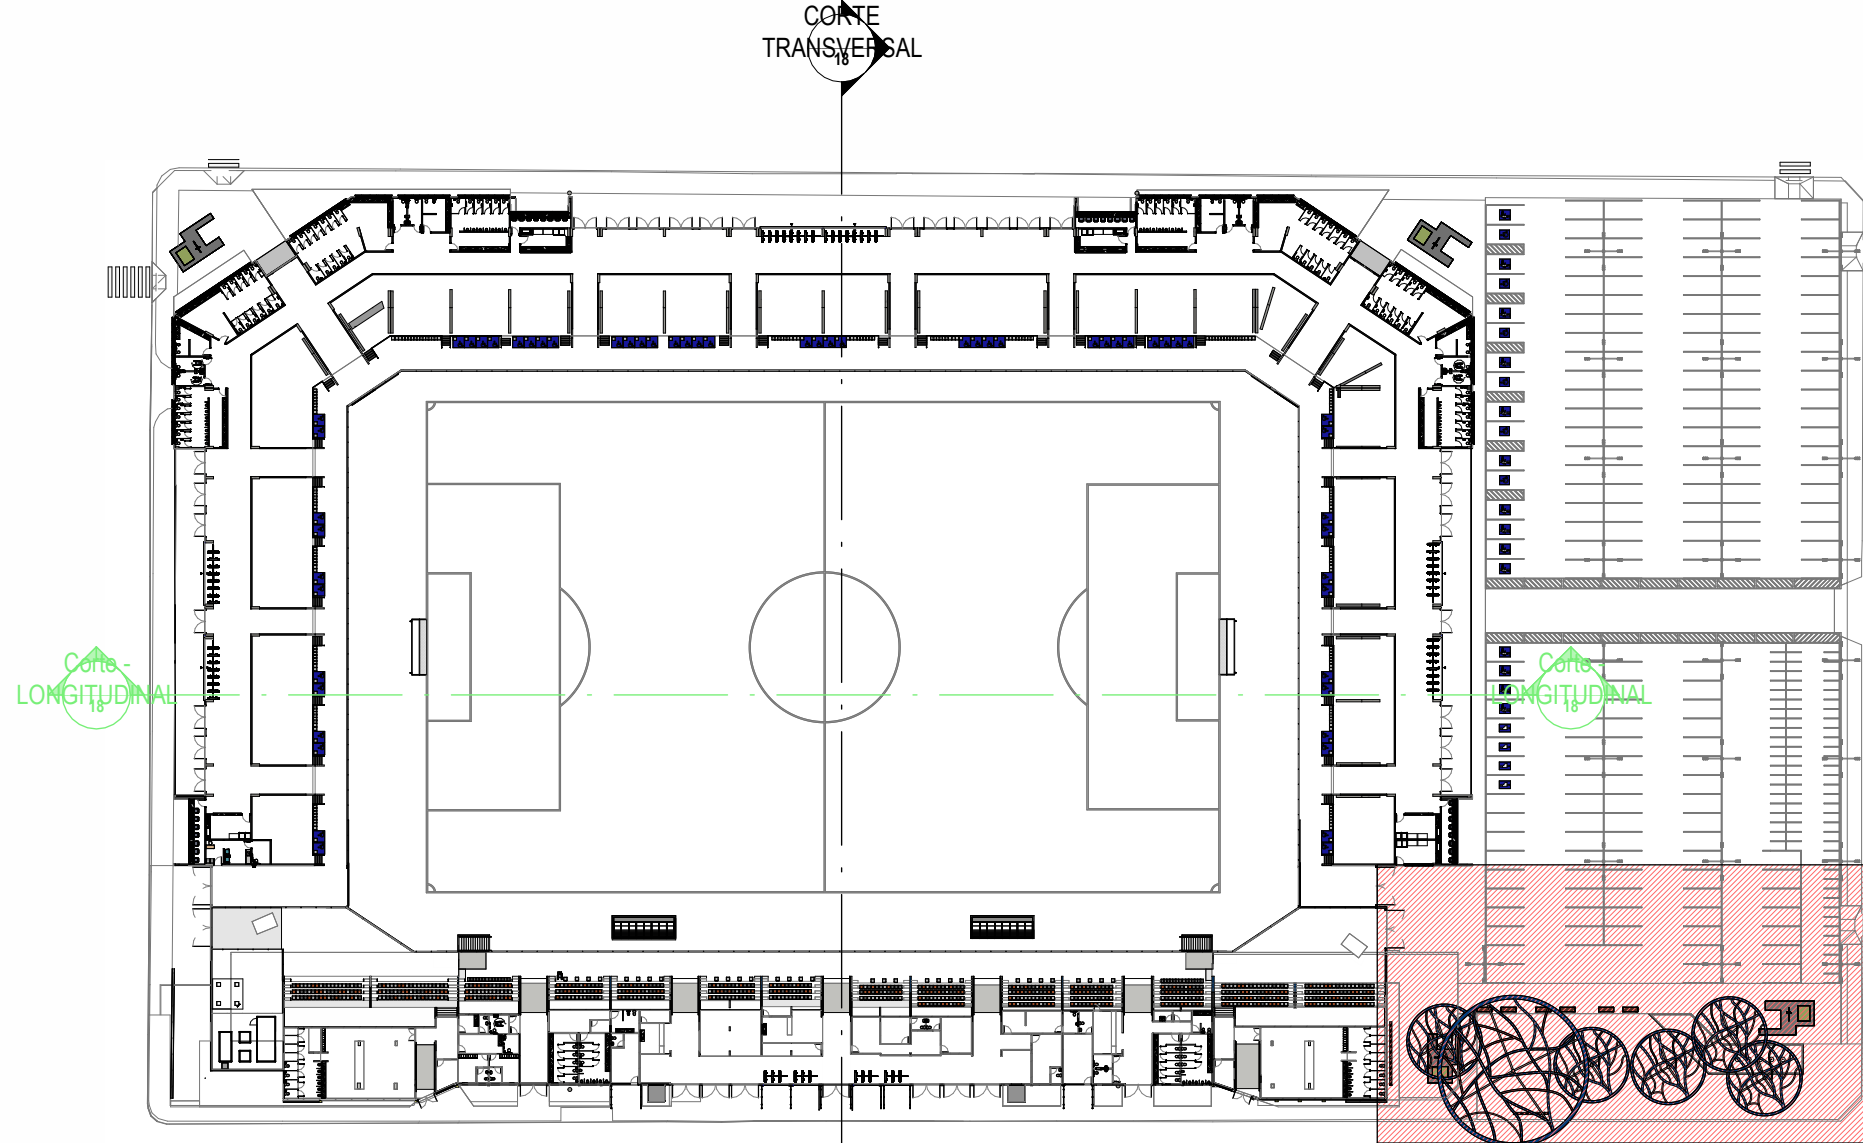 CORTE
TRANSVERSAL
18
Corte -
LONGITUDINAL
18
Corte -
LONGITUDINAL
18